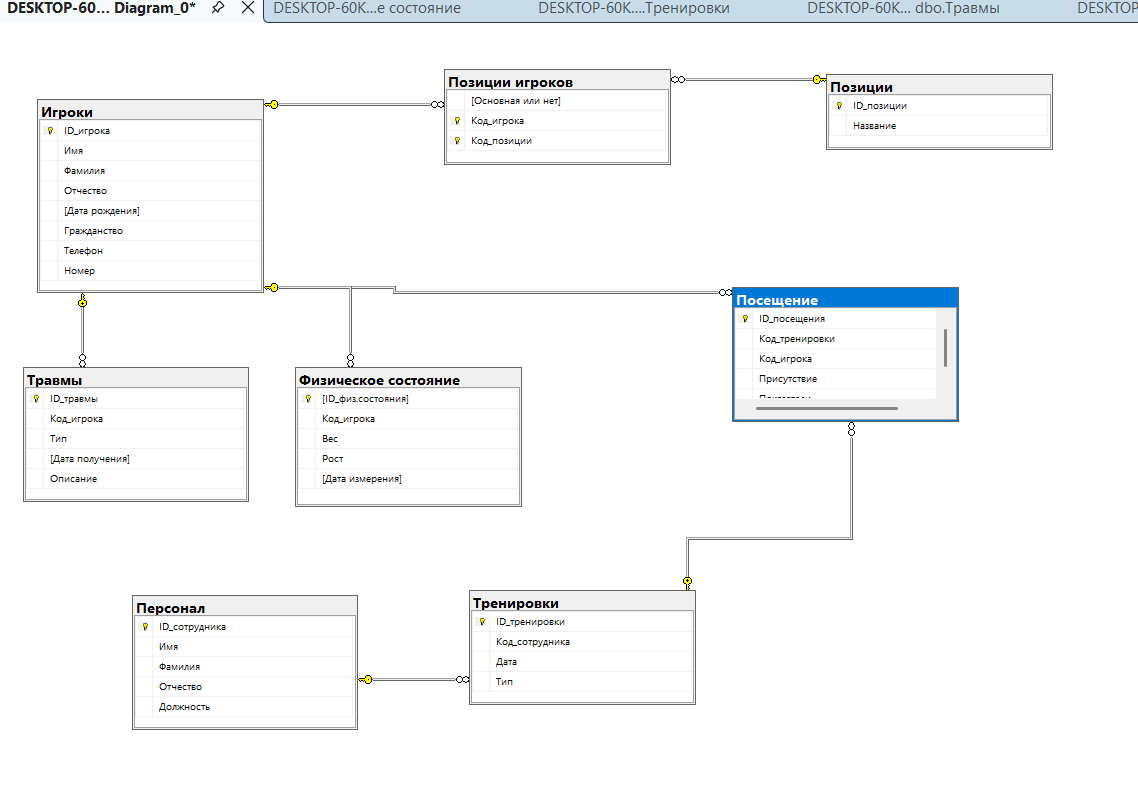 DESKTOP-60... Diagram_0*
DESKTOP-60K...е состояние
DESKTOP-60K....Тренировки
DESKTOP-60K... dbo.Травмы
DESKTOP
Игроки
ID_игрока
Имя
Фамилия
Отчество
[Дата рождения]
Гражданство
Телефон
Номер
Позиции игроков
[Основная или нет]
Код_игрока
Код_позиции
Позиции
ID_позиции
Название
Посещение
ID_посещения
Код_тренировки
Код_игрока
Присутствие
Травмы
ID_травмы
Код_игрока
Тип
[Дата получения]
Описание
Физическое состояние
[ID_физ.состояния]
Код_игрока
Вес
Рост
[Дата измерения]
Персонал
ID_сотрудника
Имя
Фамилия
Отчество
Должность
Тренировки
ID_тренировки
Код_сотрудника
Дата
Тип